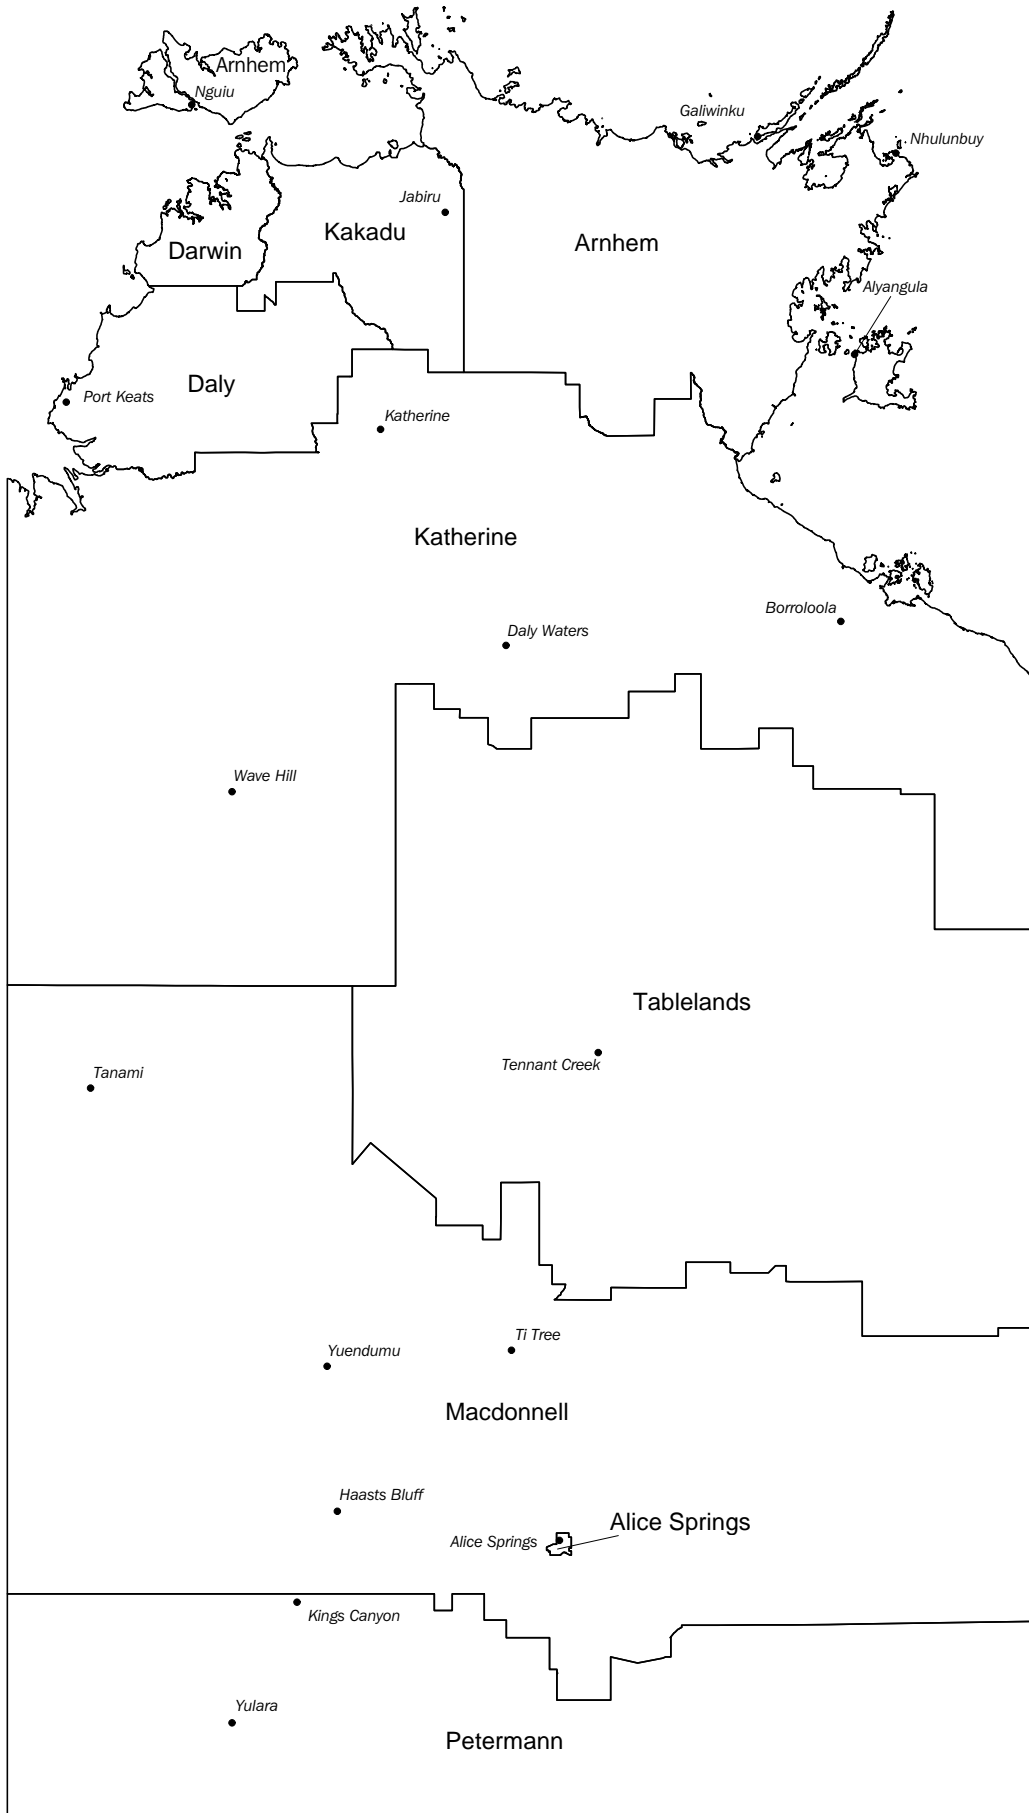 Arnhem
Nguiu
Galiwinku
Nhulunbuy
Jabiru
Kakadu
Arnhem
Darwin
Alyangula
Daly
Port Keats
Katherine
Katherine
Borroloola
Daly Waters
Wave Hill
Tablelands
Tennant Creek
Tanami
Ti Tree
Yuendumu
Macdonnell
Haasts Bluff
Alice Springs
Alice Springs
Kings Canyon
Yulara
Petermann